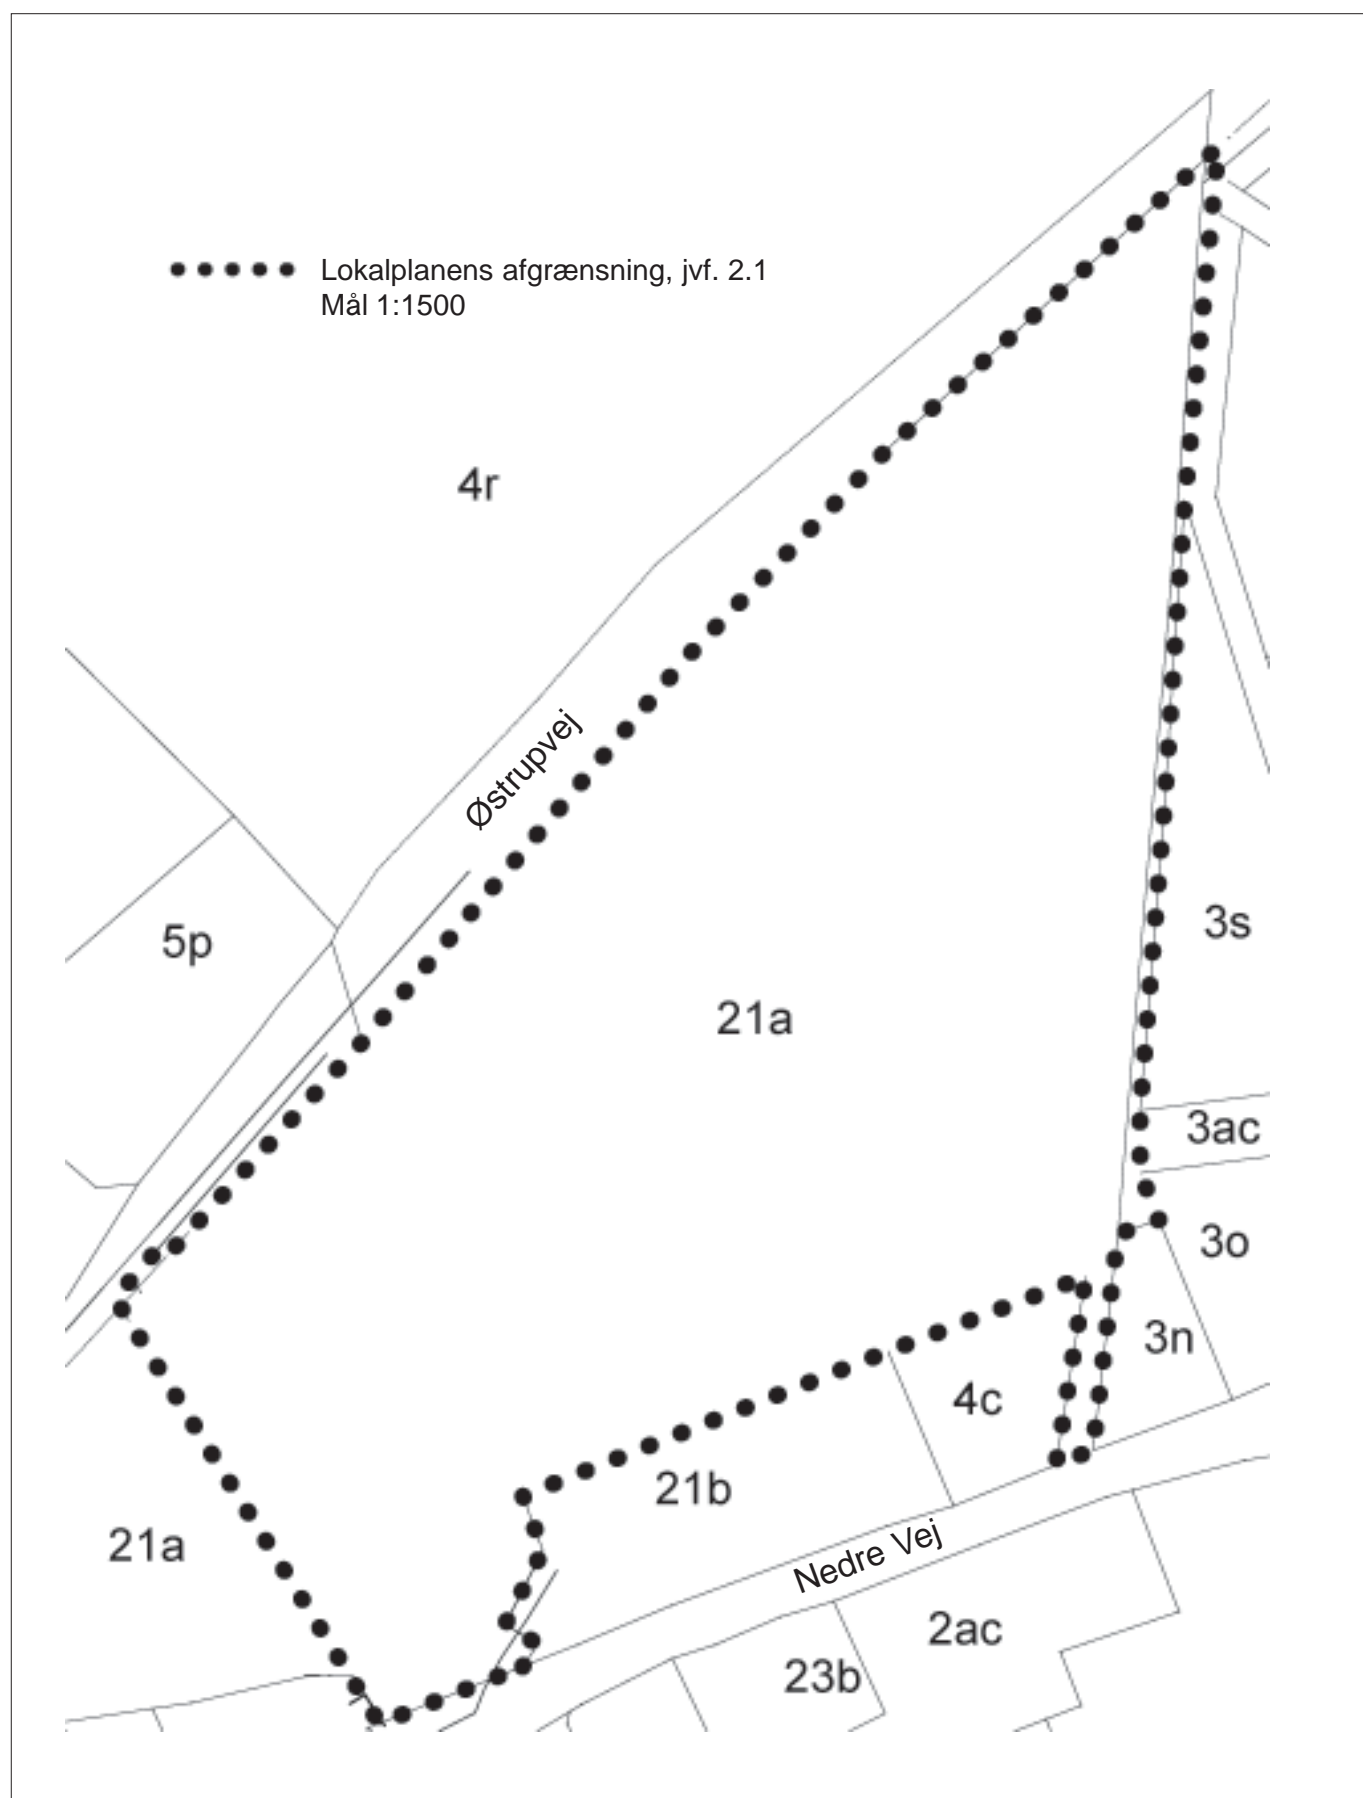 Lokalplanens afgrænsning, jvf. 2.1
Mål 1:1500
4r
Østrupvej
5p
3s
21a
3ac
3o
3n
4c
21b
21a
Nedre Vej
2ac
23b